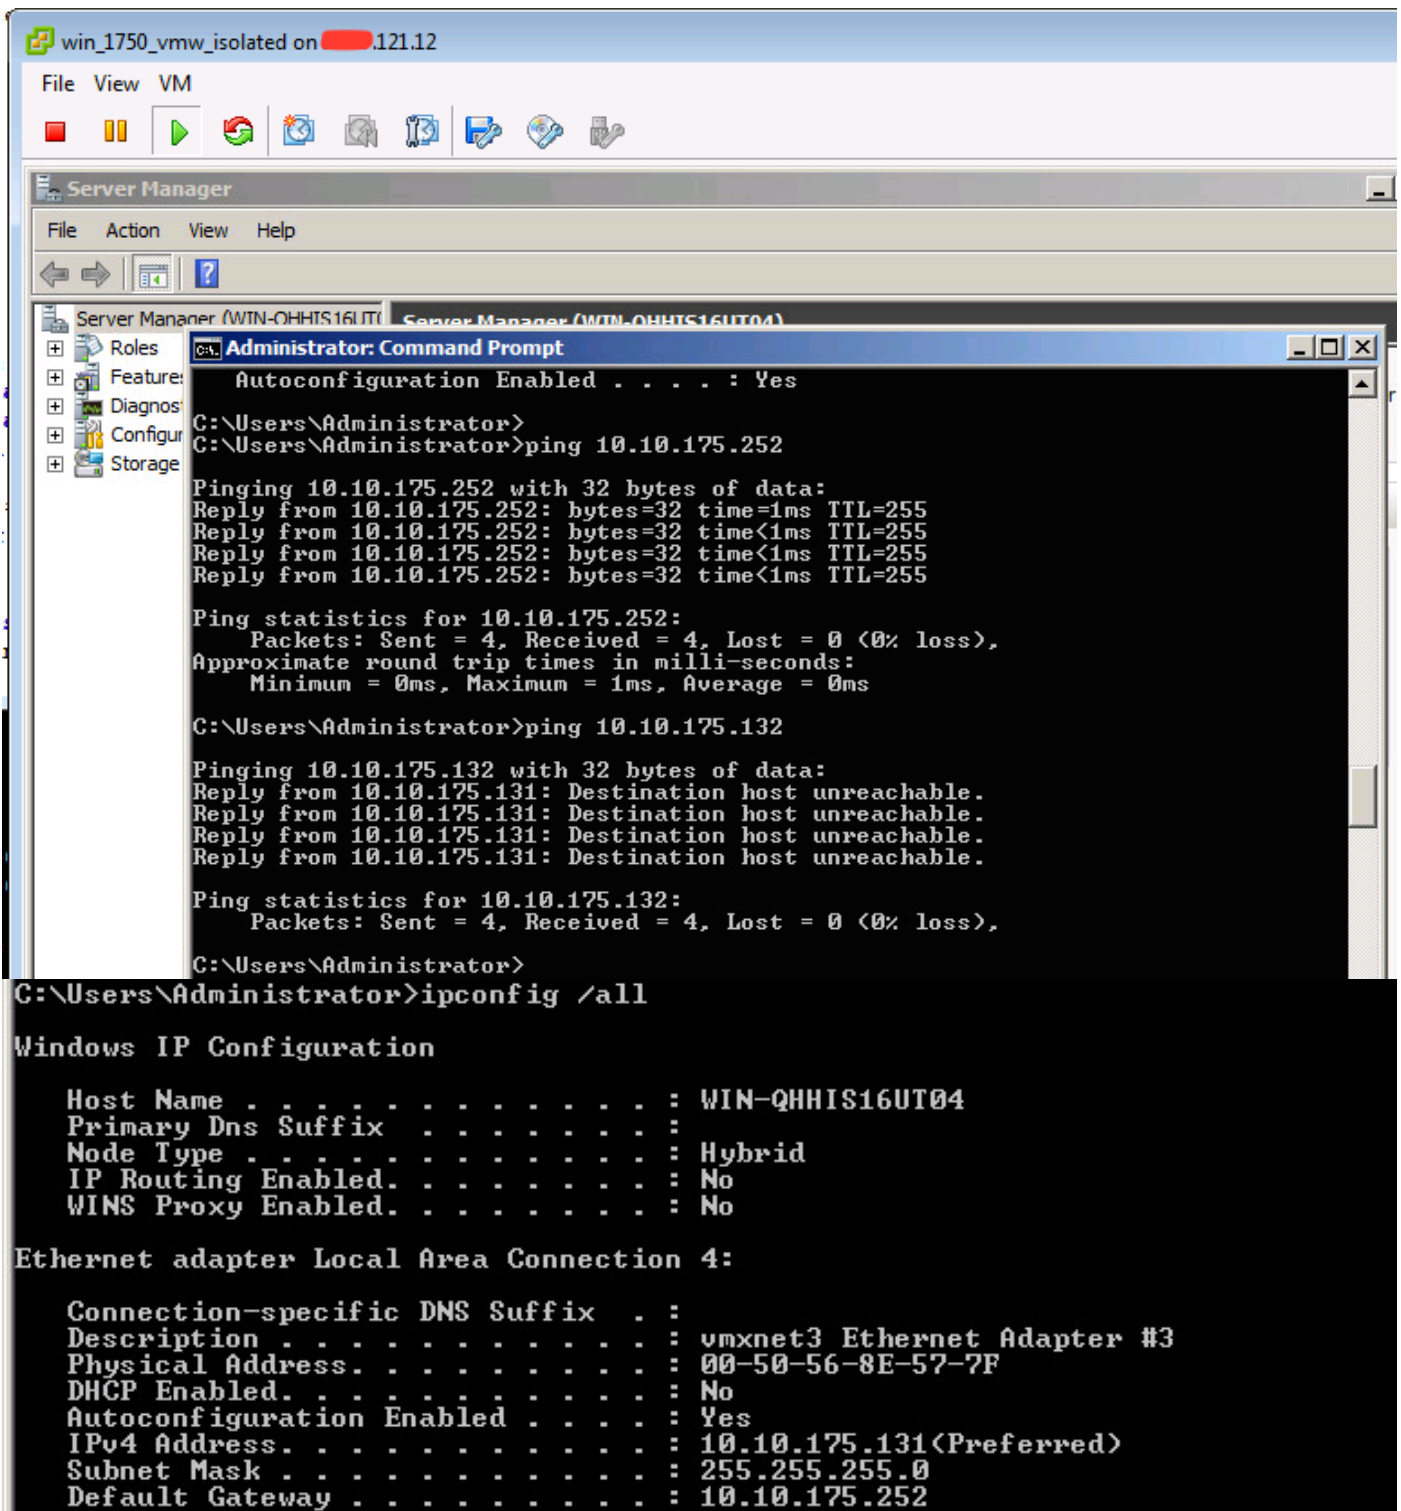 win_1750_vmw_isolated on .121.12
File View VM
Server Manager
File Action View Help
Server Manager (WIN-QHHIS16UT0
Server Manager (WIN-QHHIS16UT04)
Roles
Features
Diagnos
Configur
Storage
Administrator: Command Prompt
Autoconfiguration Enabled . . . . : Yes
C:\Users\Administrator>
C:\Users\Administrator>ping 10.10.175.252
Pinging 10.10.175.252 with 32 bytes of data:
Reply from 10.10.175.252: bytes=32 time=1ms TTL=255
Reply from 10.10.175.252: bytes=32 time<1ms TTL=255
Reply from 10.10.175.252: bytes=32 time<1ms TTL=255
Reply from 10.10.175.252: bytes=32 time<1ms TTL=255
Ping statistics for 10.10.175.252:
Packets: Sent = 4, Received = 4, Lost = 0 (0% loss),
Approximate round trip times in milli-seconds:
Minimum = 0ms, Maximum = 1ms, Average = 0ms
C:\Users\Administrator>ping 10.10.175.132
Pinging 10.10.175.132 with 32 bytes of data:
Reply from 10.10.175.131: Destination host unreachable.
Reply from 10.10.175.131: Destination host unreachable.
Reply from 10.10.175.131: Destination host unreachable.
Reply from 10.10.175.131: Destination host unreachable.
Ping statistics for 10.10.175.132:
Packets: Sent = 4, Received = 4, Lost = 0 (0% loss),
C:\Users\Administrator>
C:\Users\Administrator>ipconfig /all
Windows IP Configuration
Host Name . . . . . . . . . . . . : WIN-QHHIS16UT04
Primary Dns Suffix . . . . . . . :
Node Type . . . . . . . . . . . . : Hybrid
IP Routing Enabled. . . . . . . . : No
WINS Proxy Enabled. . . . . . . . : No
Ethernet adapter Local Area Connection 4:
Connection-specific DNS Suffix . :
Description . . . . . . . . . . . : vmxnet3 Ethernet Adapter #3
Physical Address. . . . . . . . . : 00-50-56-8E-57-7F
DHCP Enabled. . . . . . . . . . . : No
Autoconfiguration Enabled . . . . : Yes
IPv4 Address. . . . . . . . . . . : 10.10.175.131(Preferred)
Subnet Mask . . . . . . . . . . . : 255.255.255.0
Default Gateway . . . . . . . . . : 10.10.175.252